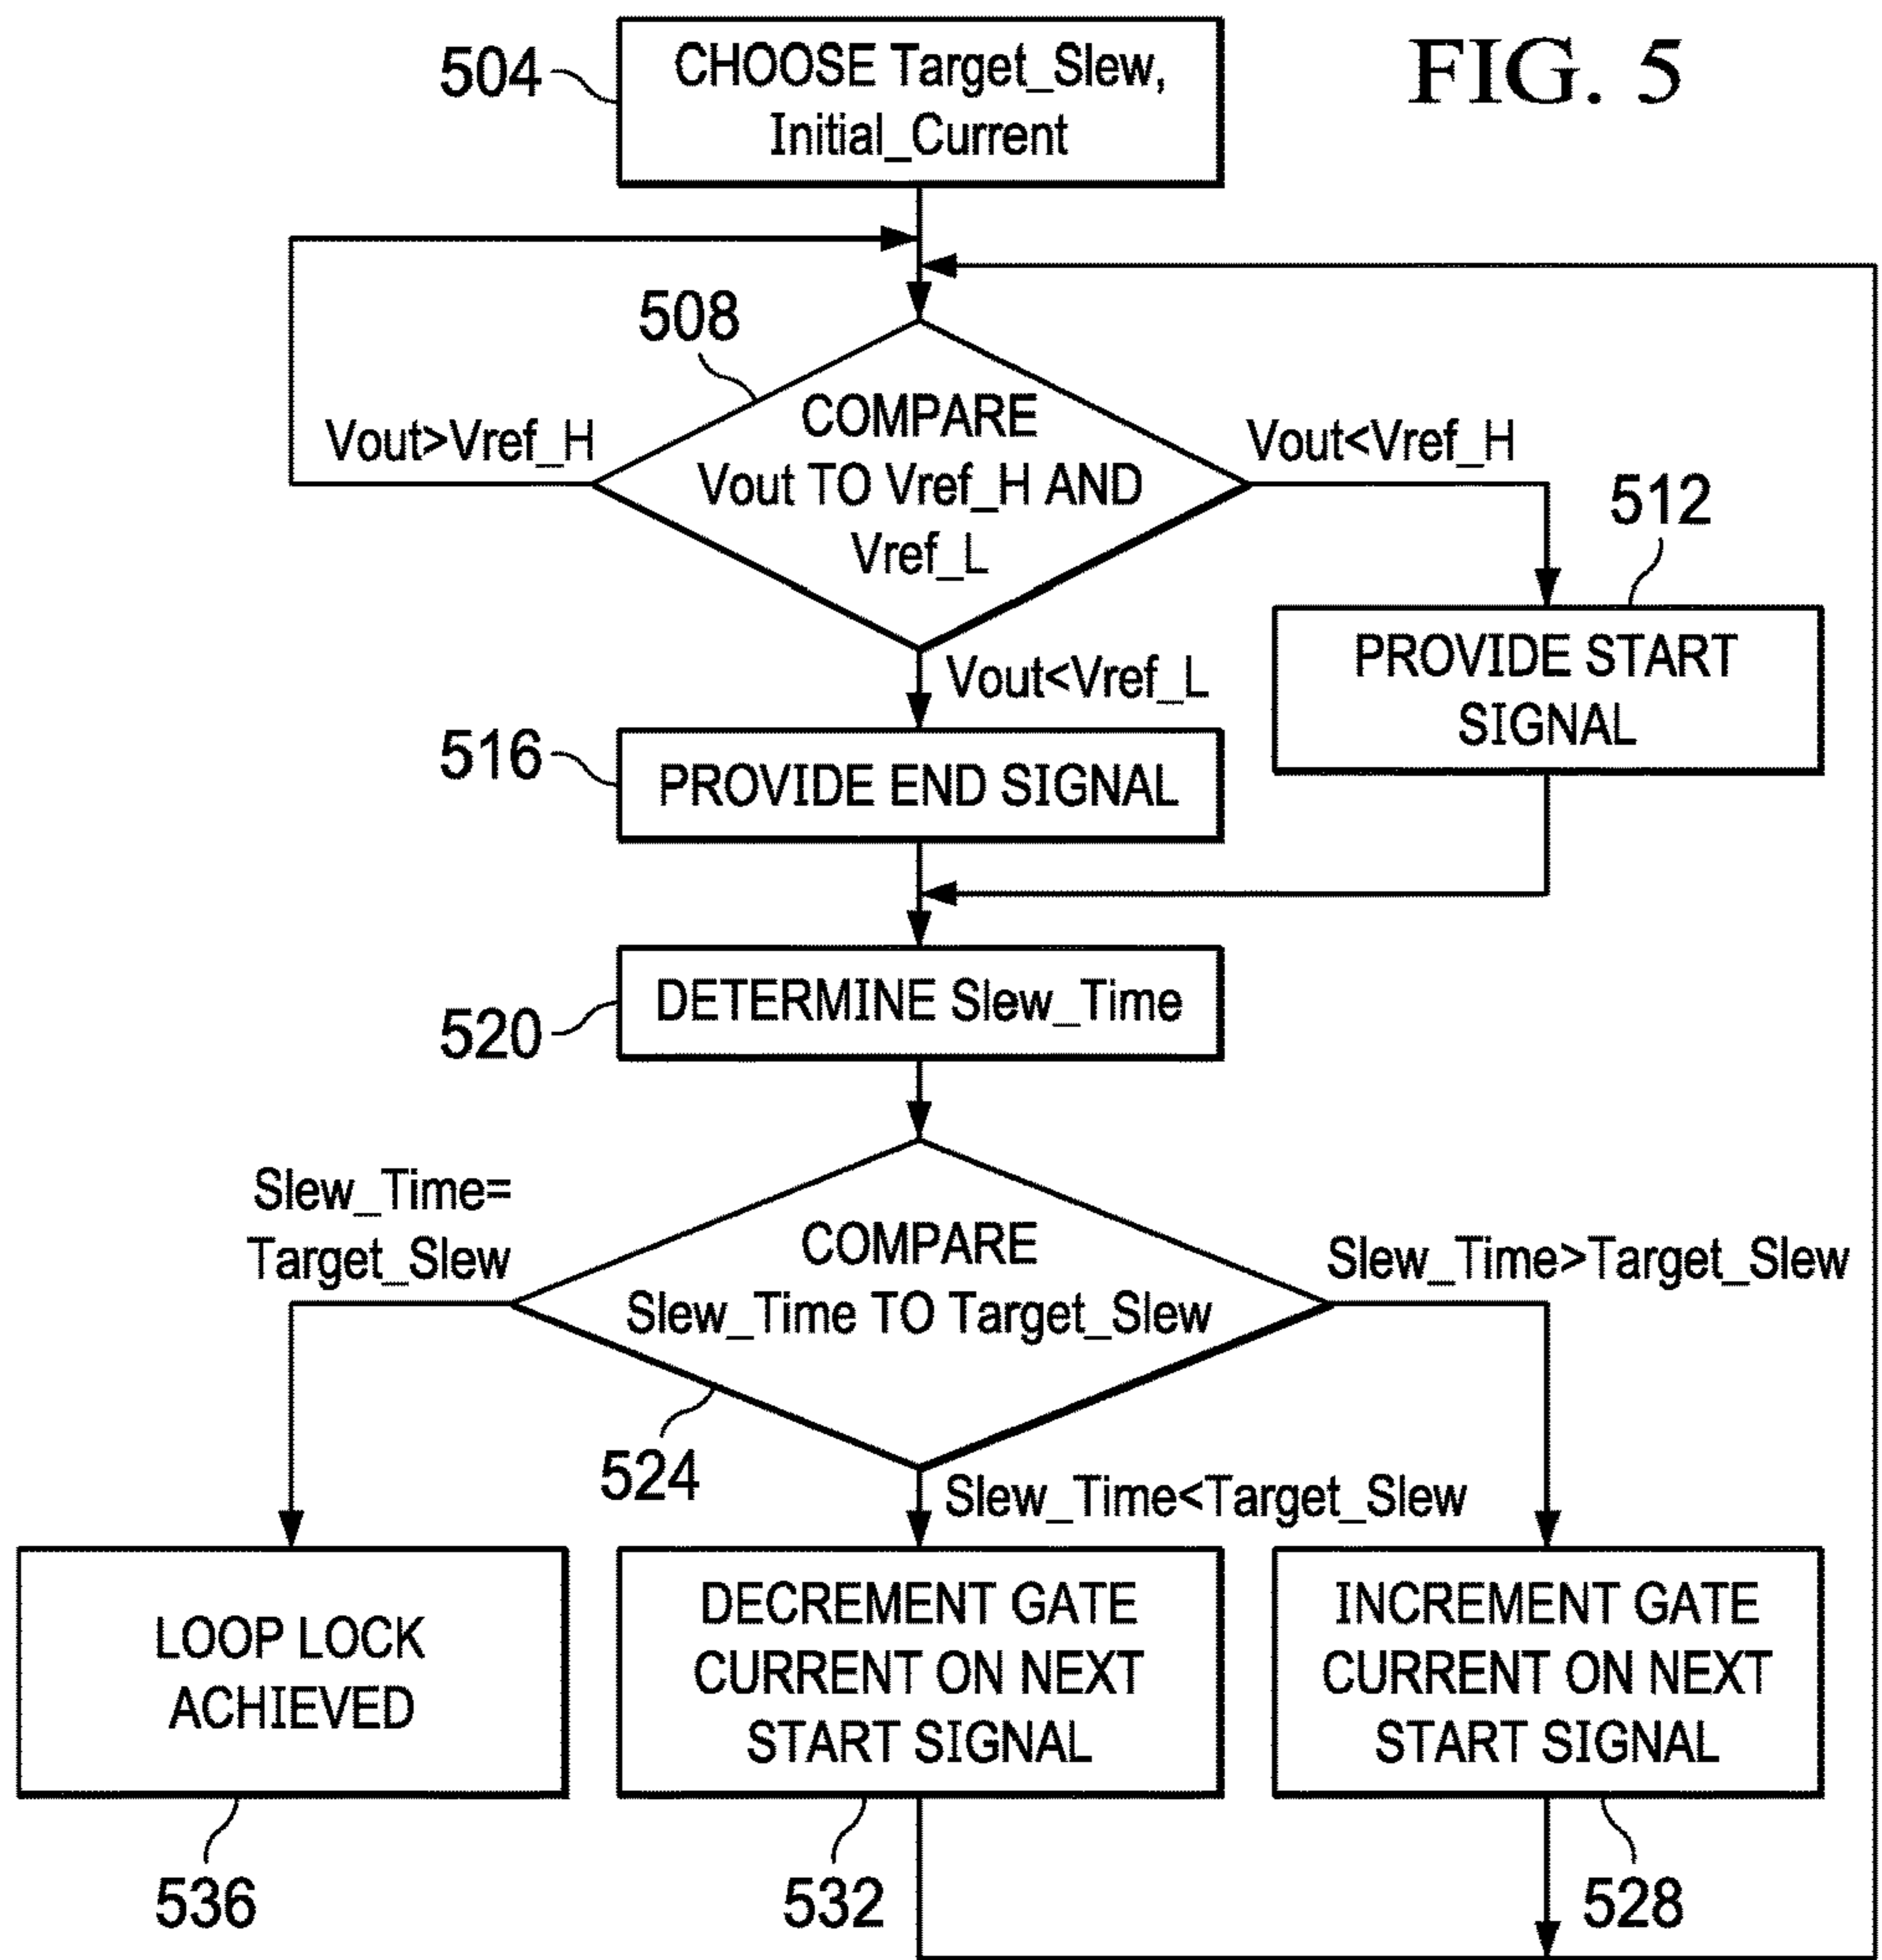 FIG. 5
504
CHOOSE Target_Slew,
Initial_Current
508
COMPARE
Vout TO Vref_H AND
Vref_L
Vout>Vref_H
Vout<Vref_H
512
PROVIDE START
SIGNAL
Vout<Vref_L
516
PROVIDE END SIGNAL
520
DETERMINE Slew_Time
Slew_Time=
Target_Slew
COMPARE
Slew_Time TO Target_Slew
Slew_Time>Target_Slew
524
Slew_Time<Target_Slew
LOOP LOCK
ACHIEVED
DECREMENT GATE
CURRENT ON NEXT
START SIGNAL
INCREMENT GATE
CURRENT ON NEXT
START SIGNAL
536
532
528